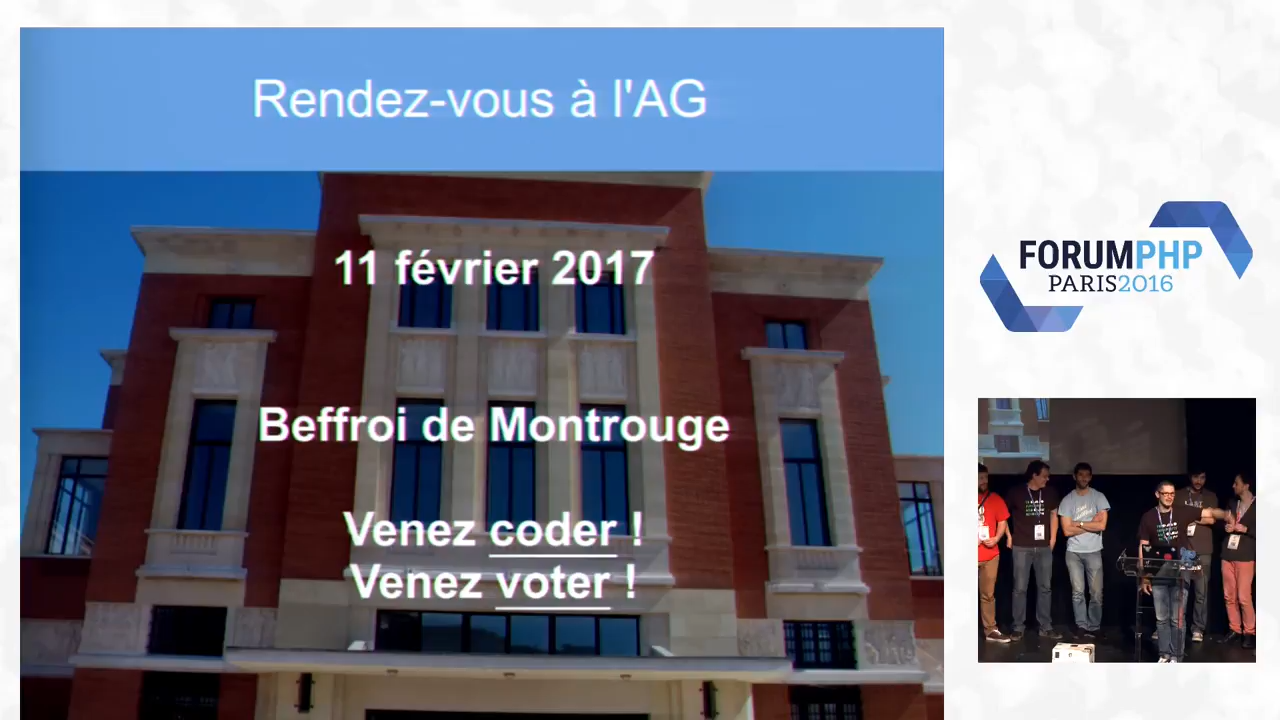 Rendez-vous à l'AG
11 février 2017
Beffroi de Montrouge
Venez coder !
Venez voter !
FORUMPHP
PARIS2016